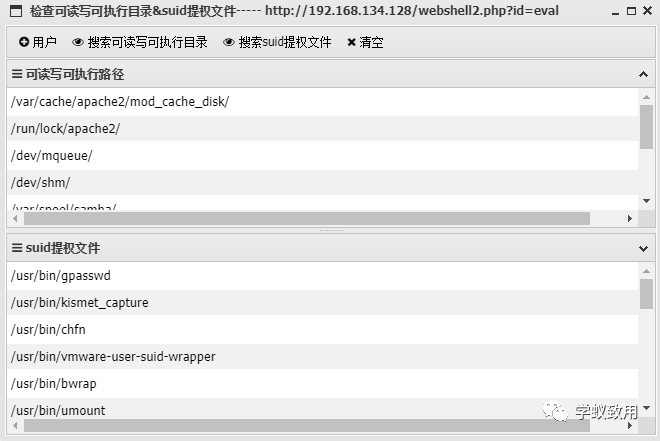 检查可读写可执行目录&suid提权文件----- http://192.168.134.128/webshell2.php?id=eval
用户 搜索可读写可执行目录 搜索suid提权文件 清空
可读写可执行路径
/var/cache/apache2/mod_cache_disk/
/run/lock/apache2/
/dev/mqueue/
/dev/shm/
/var/spool/samba/
suid提权文件
/usr/bin/gpasswd
/usr/bin/kismet_capture
/usr/bin/chfn
/usr/bin/vmware-user-suid-wrapper
/usr/bin/bwrap
/usr/bin/umount
学蚁致用